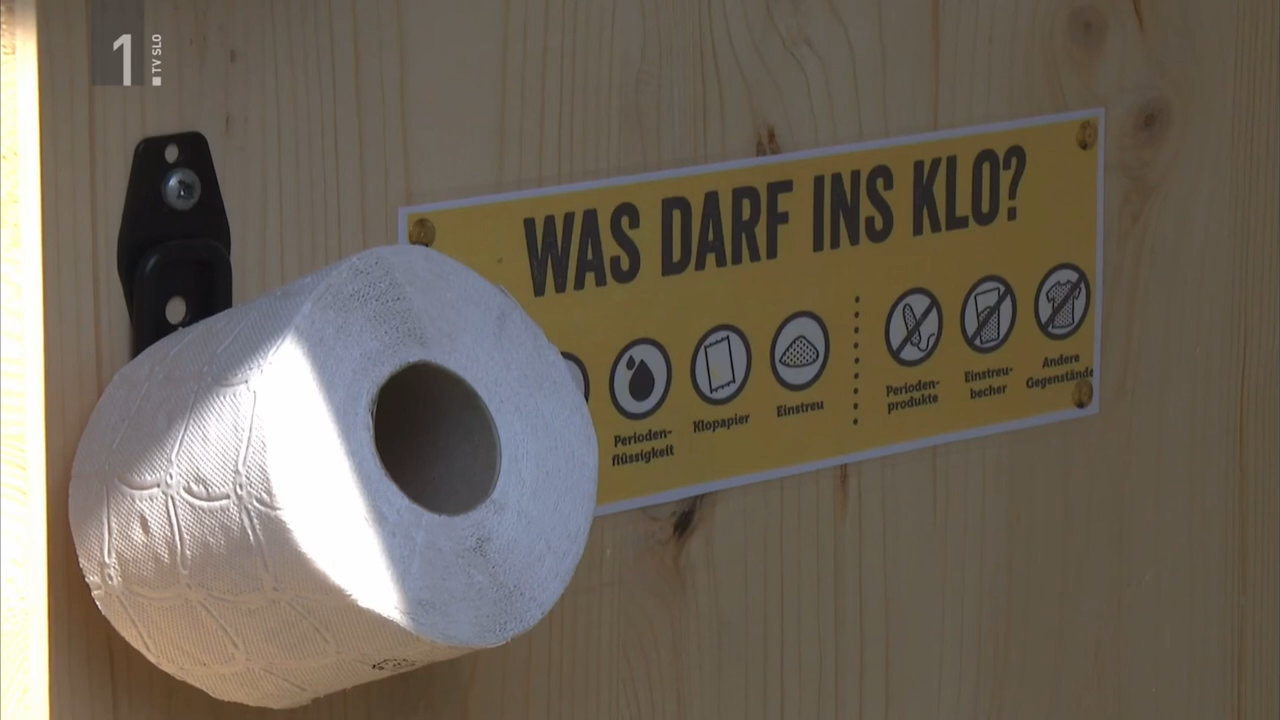 1
TV SLO
WAS DARF INS KLO?
Perioden-
flüssigkeit
Klopapier
Einstreu
Perioden-
produkte
Einstreu-
becher
Andere
Gegenstände